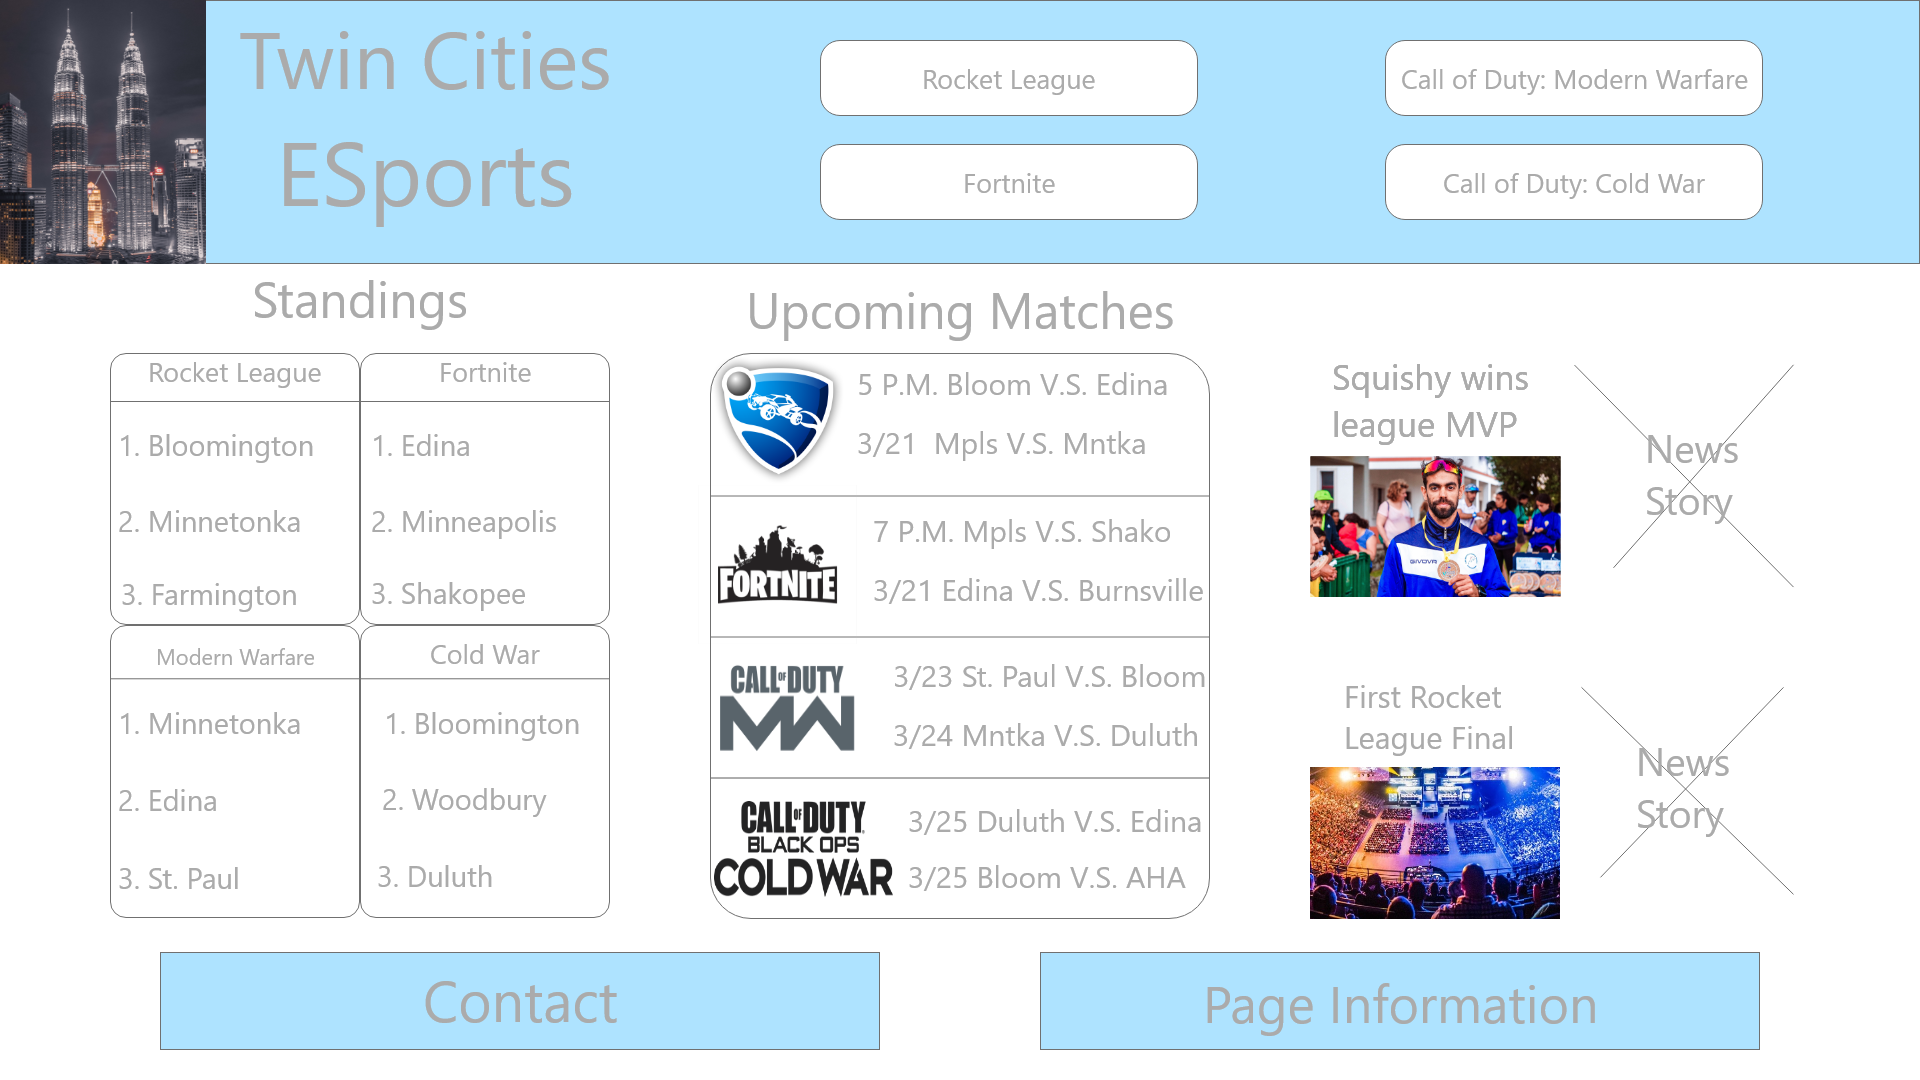 Twin Cities
ESports
Rocket League
Call of Duty: Modern Warfare
Fortnite
Call of Duty: Cold War
Standings
Rocket League
1. Bloomington
2. Minnetonka
3. Farmington
Fortnite
1. Edina
2. Minneapolis
3. Shakopee
Modern Warfare
1. Minnetonka
2. Edina
3. St. Paul
Cold War
1. Bloomington
2. Woodbury
3. Duluth
Upcoming Matches
5 P.M. Bloom V.S. Edina
3/21 Mpls V.S. Mntka
FORTNITE
7 P.M. Mpls V.S. Shako
3/21 Edina V.S. Burnsville
CALL OF DUTY
MW
3/23 St. Paul V.S. Bloom
3/24 Mntka V.S. Duluth
CALL OF DUTY
BLACK OPS
COLD WAR
3/25 Duluth V.S. Edina
3/25 Bloom V.S. AHA
Squishy wins
league MVP
GIVOVA
News
Story
First Rocket
League Final
News
Story
Contact
Page Information